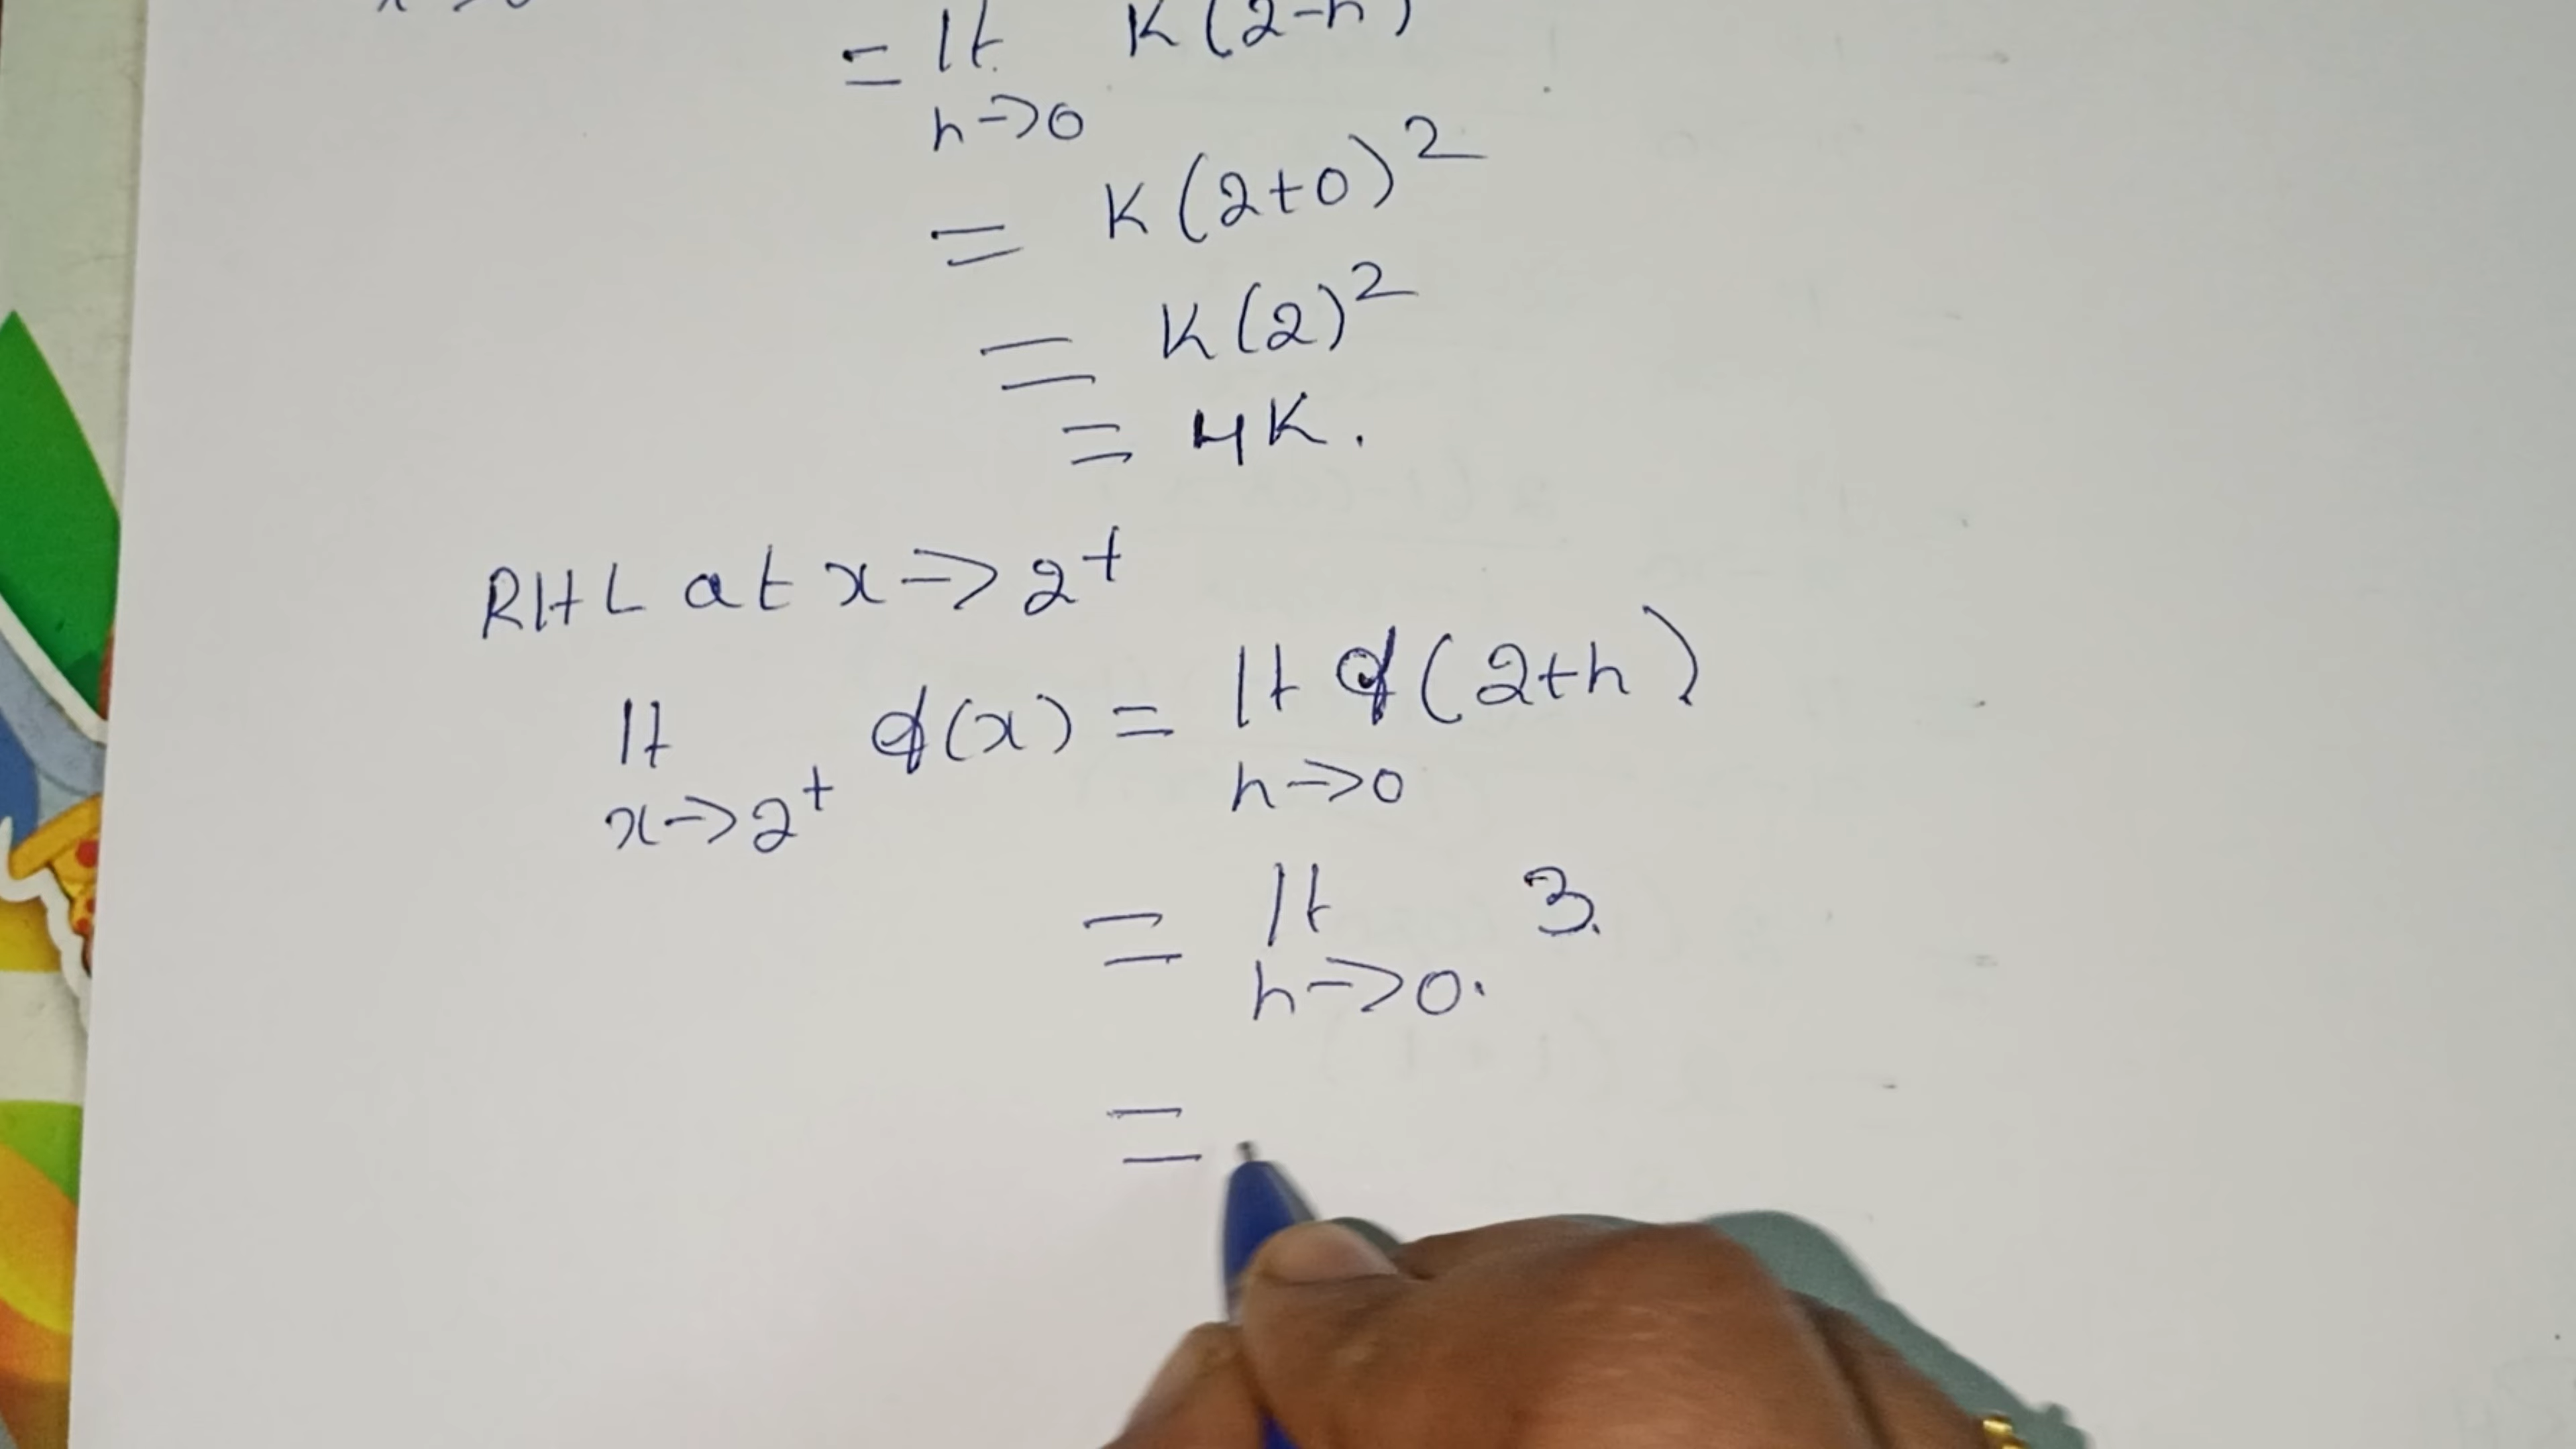 = lt K(2-h)
h->0
= K(2+0)²
= K(2)²
= 4K.
RHL at x->2⁺
lt f(x) = lt f(2+h)
x->2⁺ h->0
= lt 3.
h->0.
=